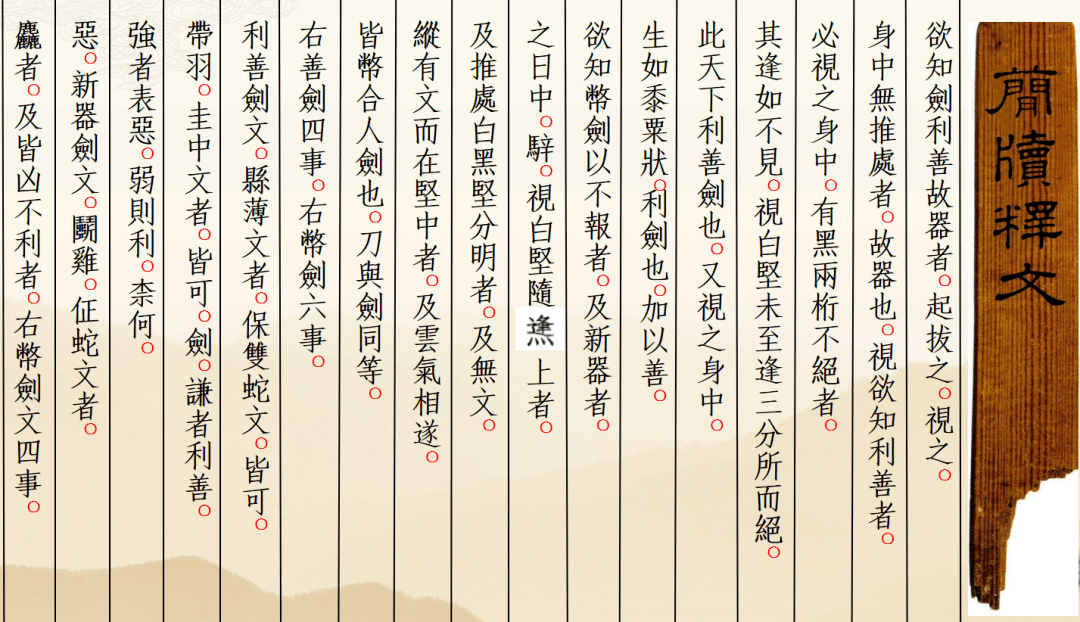 簡牘釋文
欲知劍利善故器者。起拔之。視之。
身中無推處者。故器也。視欲知利善者。
必視之身中。有黑兩桁不絕者。
其逢如不見。視白堅未至逢三分所而絕。
此天下利善劍也。又視之身中。
生如黍粟狀。利劍也。加以善。
欲知幣劍以不報者。及新器者。
之日中。騂。視白堅隨上者。
及推處白黑堅分明者。及無文。
縱有文而在堅中者。及雲氣相遂。
皆幣合人劍也。刀與劍同等。
右善劍四事。右幣劍六事。
利善劍文。縣薄文者。保雙蛇文。皆可。
帶羽。圭中文者。皆可。劍。謙者利善。
強者表惡。弱則利。柰何。
惡。新器劍文。鬭雞。佂蛇文者。
麤者。及皆凶不利者。右幣劍文四事。